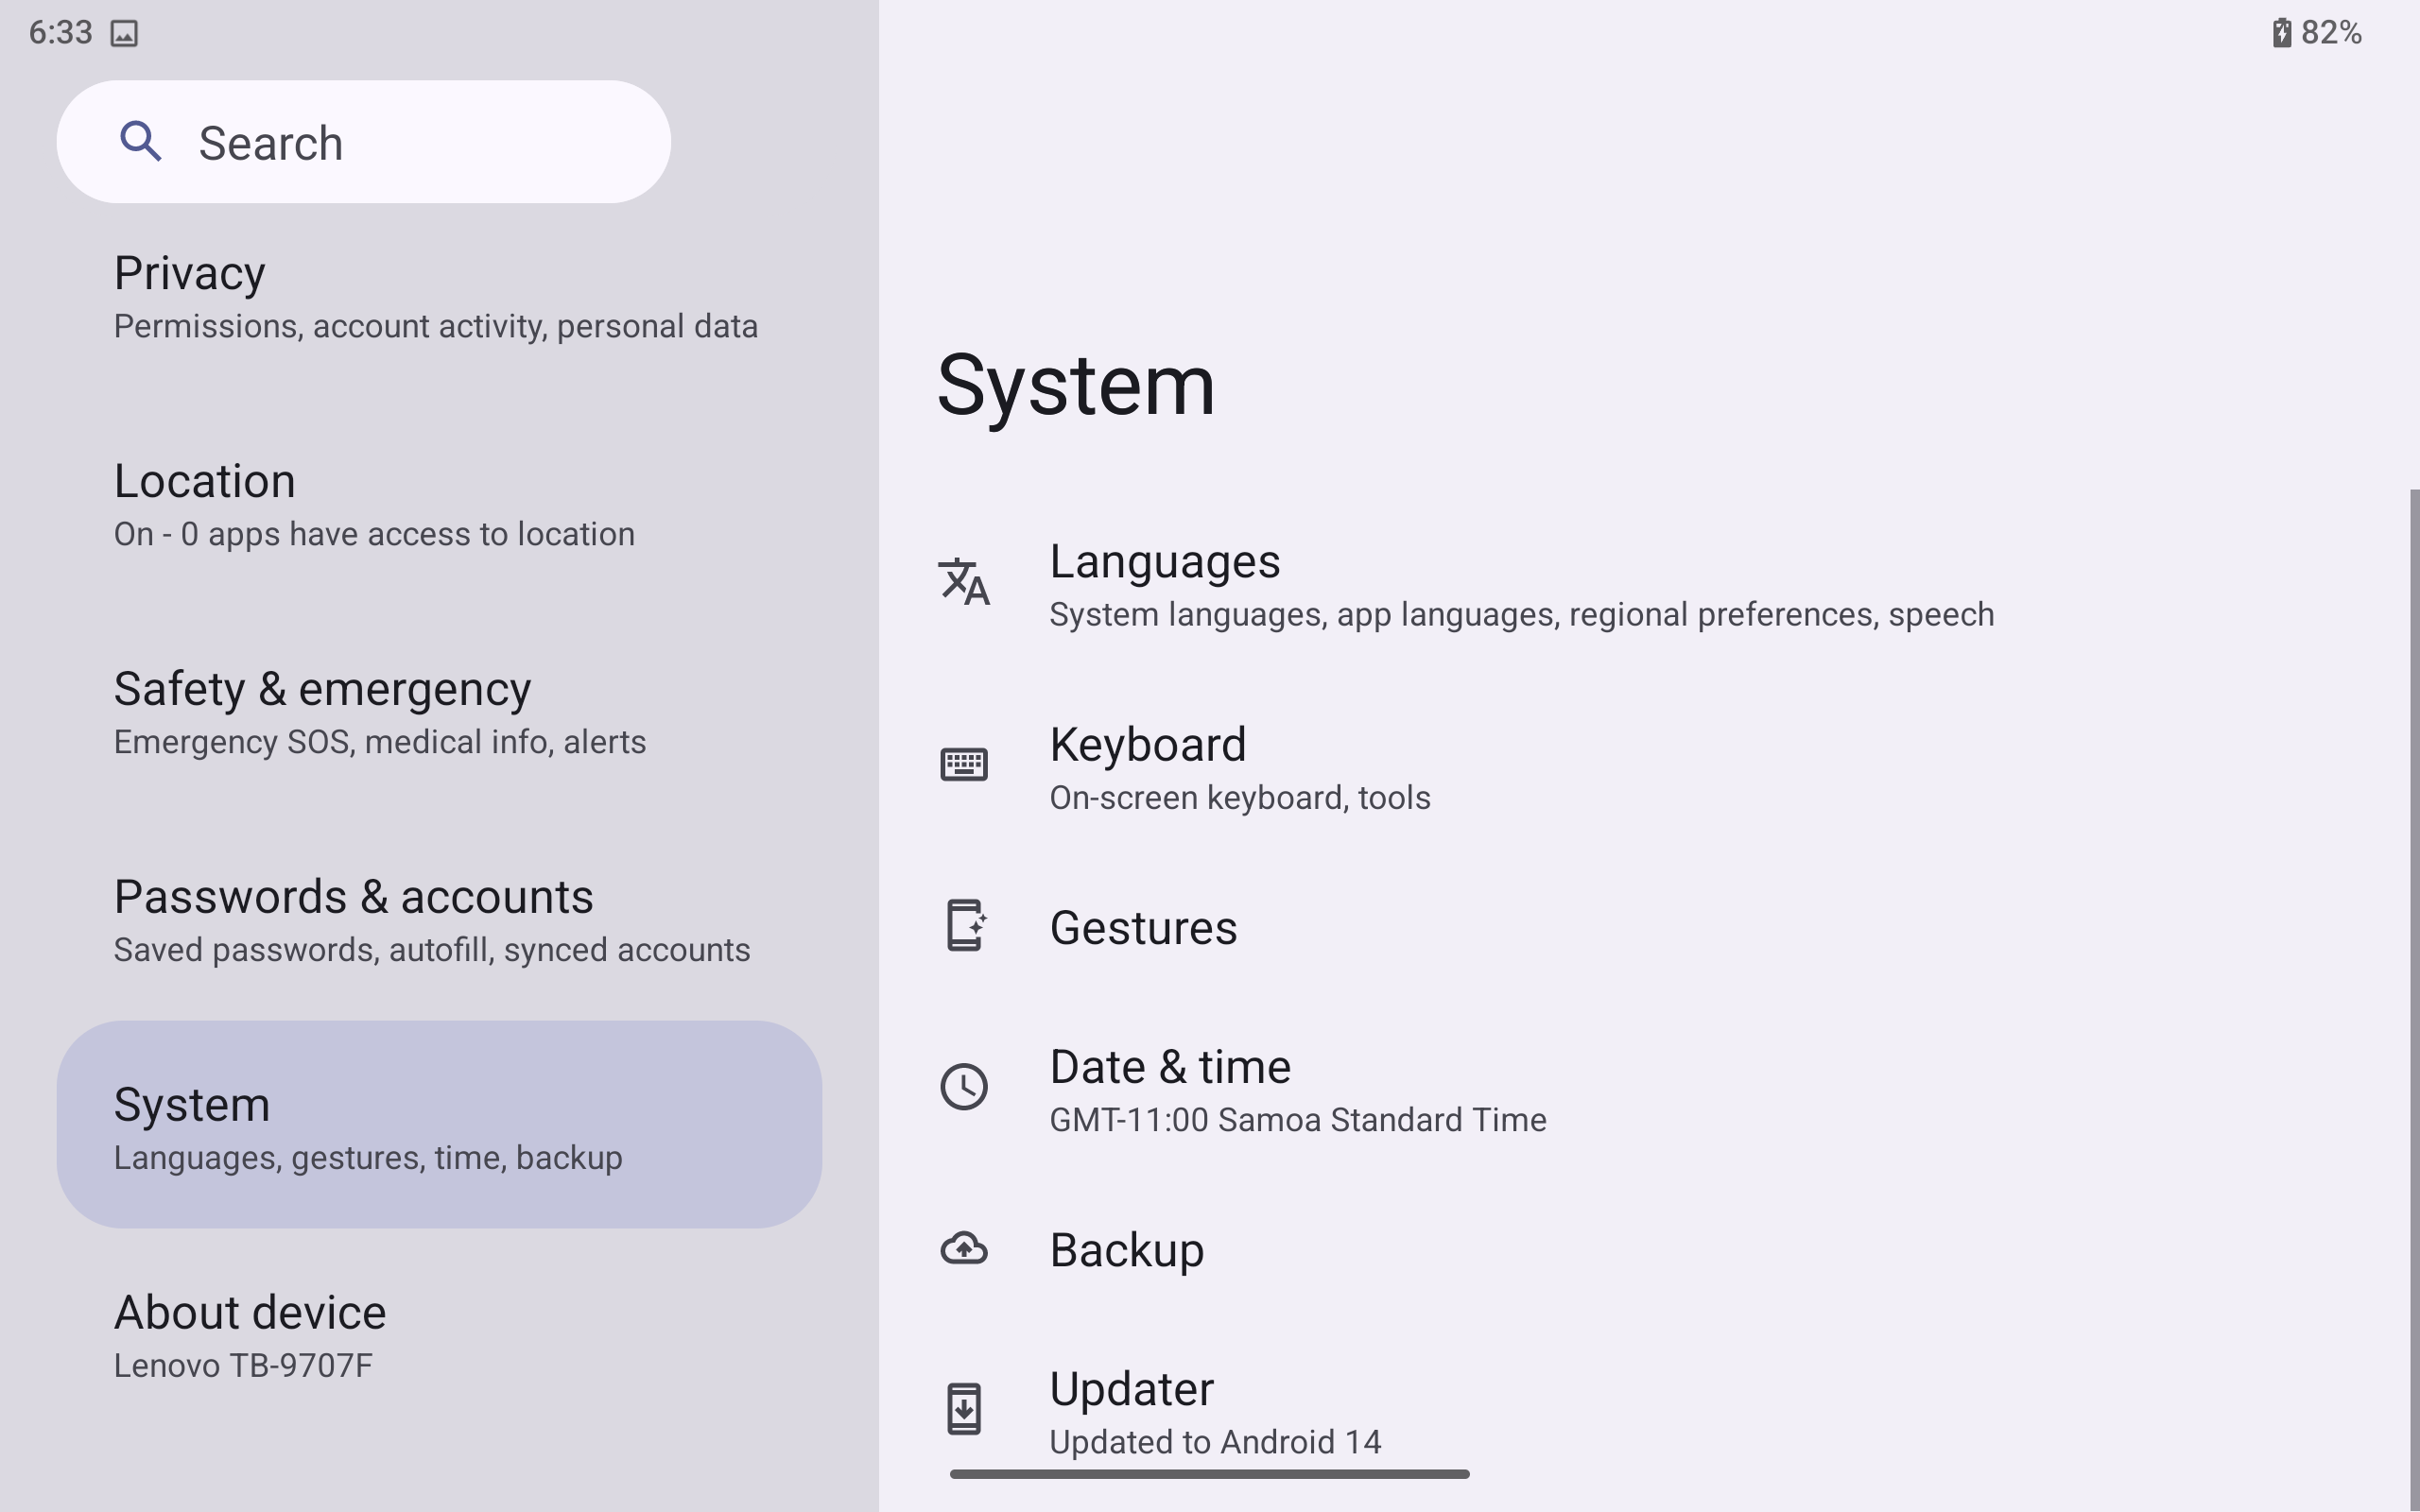 6:33
82%
Search
Privacy
Permissions, account activity, personal data
Location
On - 0 apps have access to location
Safety & emergency
Emergency SOS, medical info, alerts
Passwords & accounts
Saved passwords, autofill, synced accounts
System
Languages, gestures, time, backup
About device
Lenovo TB-9707F
System
Languages
System languages, app languages, regional preferences, speech
Keyboard
On-screen keyboard, tools
Gestures
Date & time
GMT-11:00 Samoa Standard Time
Backup
Updater
Updated to Android 14